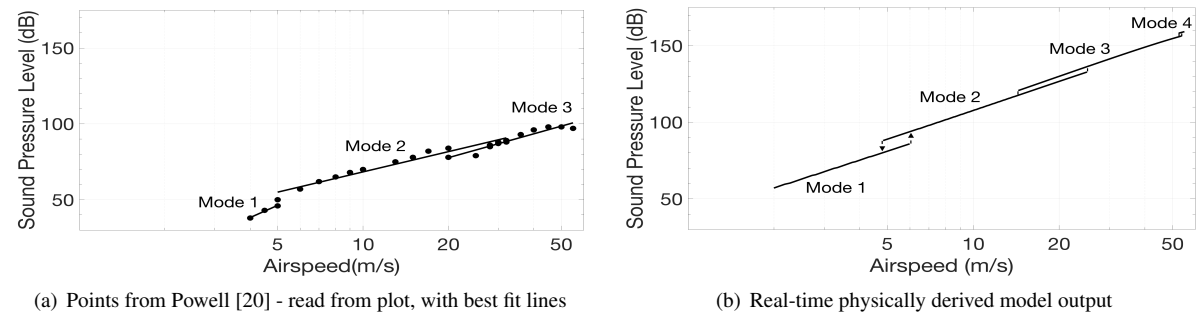 Sound Pressure Level (dB)
150
100
50
Mode 1
Mode 2
Mode 3
5
10
20
50
Airspeed(m/s)
(a) Points from Powell [20] - read from plot, with best fit lines
Sound Pressure Level (dB)
150
100
50
Mode 1
Mode 2
Mode 3
Mode 4
5
10
20
50
Airspeed (m/s)
(b) Real-time physically derived model output